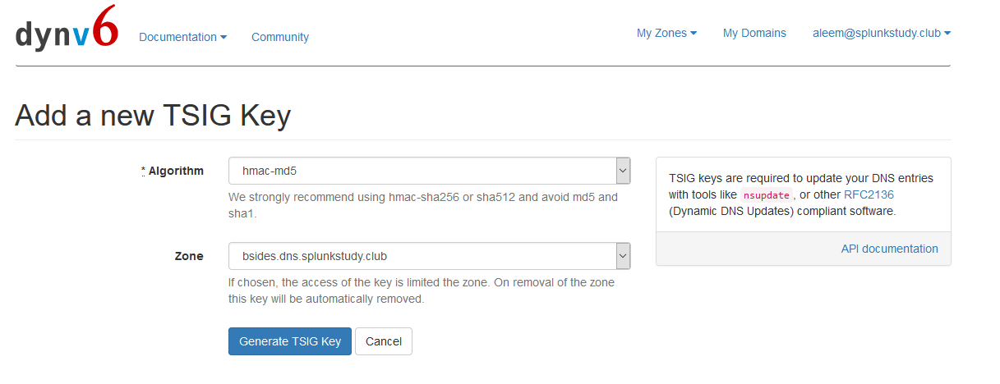 dynv6 Documentation Community My Zones My Domains aleem@splunkstudy.club
Add a new TSIG Key
* Algorithm hmac-md5
We strongly recommend using hmac-sha256 or sha512 and avoid md5 and
sha1.
Zone bsides.dns.splunkstudy.club
If chosen, the access of the key is limited the zone. On removal of the zone
this key will be automatically removed.
Generate TSIG Key Cancel
TSIG keys are required to update your DNS entries
with tools like nsupdate, or other RFC2136
(Dynamic DNS Updates) compliant software.
API documentation